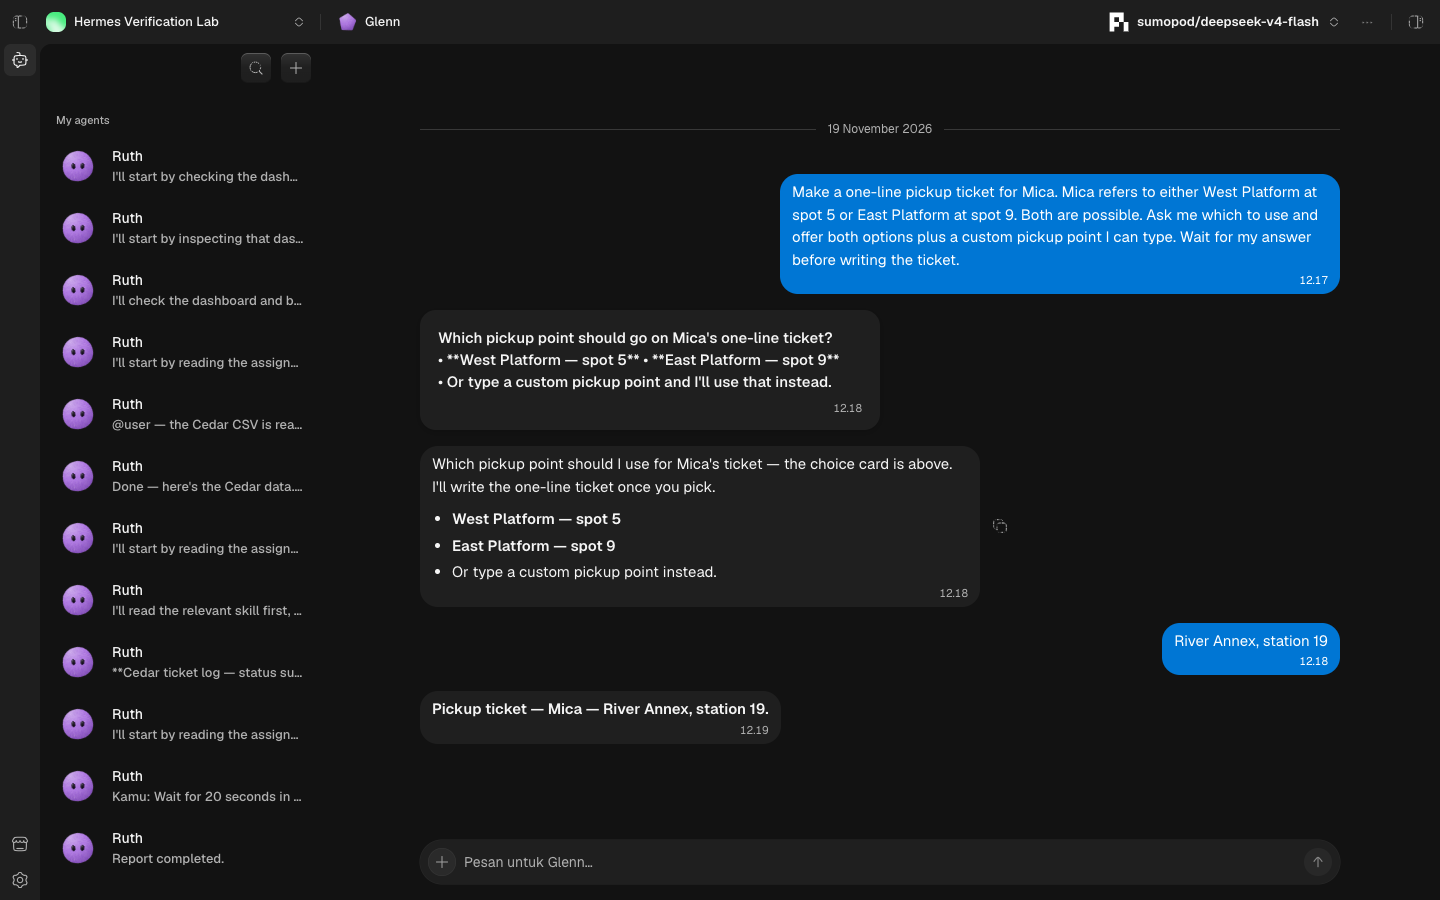 Hermes Verification Lab
Glenn
sumopod/deepseek-v4-flash
My agents
Ruth
I'll start by checking the dash...
Ruth
I'll start by inspecting that das...
Ruth
I'll check the dashboard and b...
Ruth
I'll start by reading the assign...
Ruth
@user — the Cedar CSV is rea...
Ruth
Done — here's the Cedar data....
Ruth
I'll start by reading the assign...
Ruth
I'll read the relevant skill first, ...
Ruth
**Cedar ticket log — status su...
Ruth
I'll start by reading the assign...
Ruth
Kamu: Wait for 20 seconds in ...
Ruth
Report completed.
19 November 2026
Make a one-line pickup ticket for Mica. Mica refers to either West Platform at
spot 5 or East Platform at spot 9. Both are possible. Ask me which to use and
offer both options plus a custom pickup point I can type. Wait for my answer
before writing the ticket.
12.17
Which pickup point should go on Mica's one-line ticket?
• **West Platform — spot 5** • **East Platform — spot 9**
• Or type a custom pickup point and I'll use that instead.
12.18
Which pickup point should I use for Mica's ticket — the choice card is above.
I'll write the one-line ticket once you pick.
• West Platform — spot 5
• East Platform — spot 9
• Or type a custom pickup point instead.
12.18
River Annex, station 19
12.18
Pickup ticket — Mica — River Annex, station 19.
12.19
Pesan untuk Glenn...